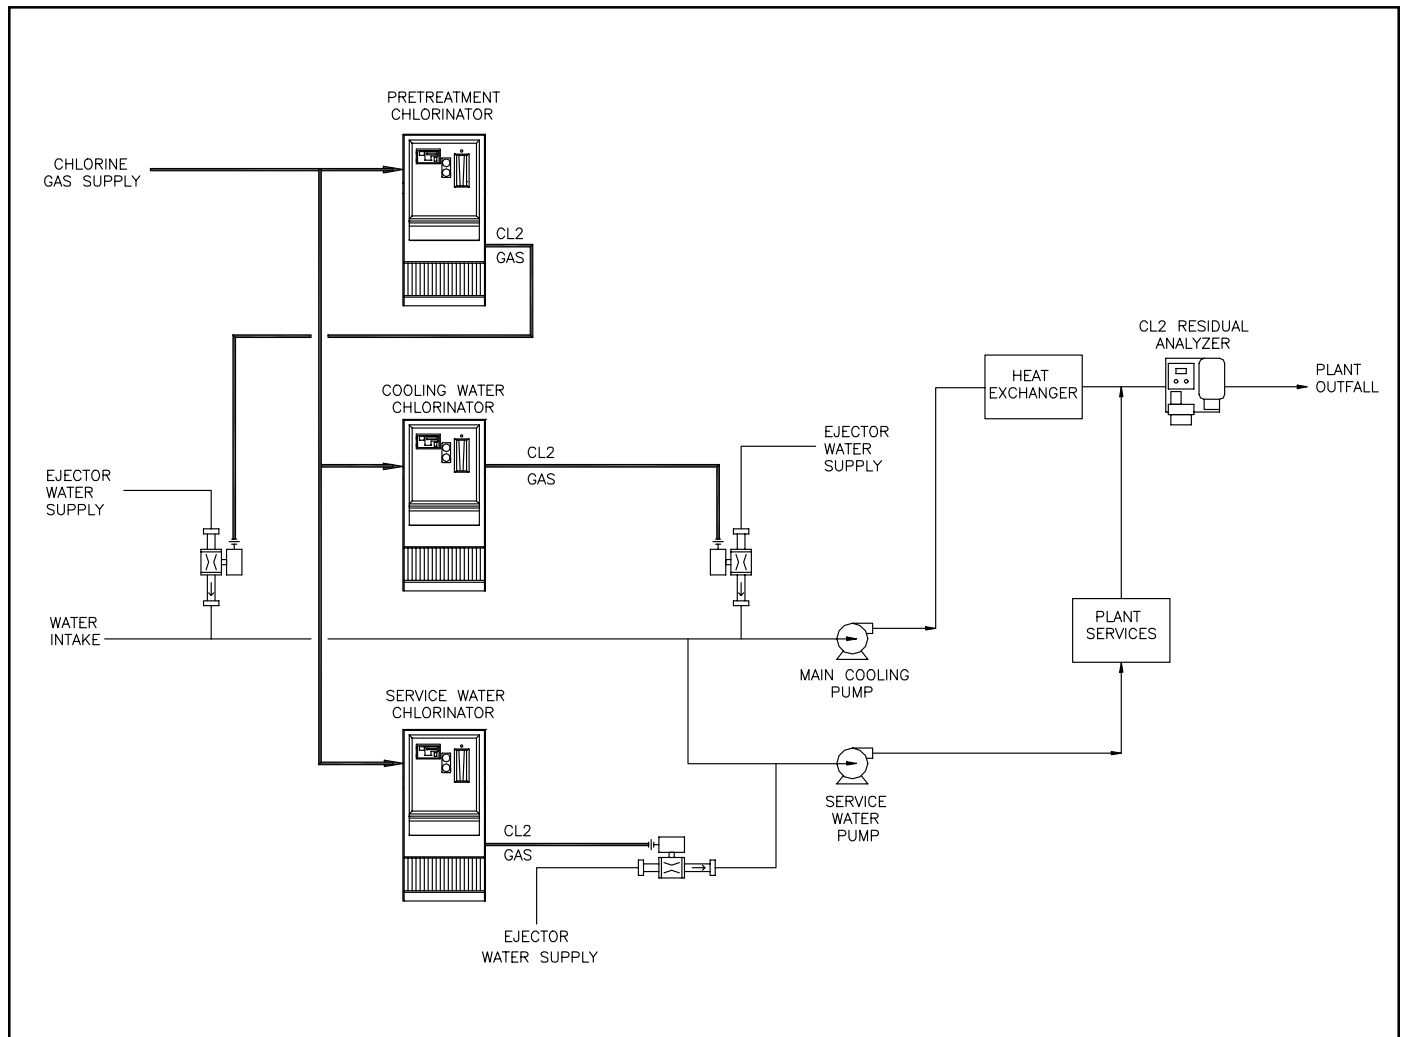 PRETREATMENT
CHLORINATOR
CHLORINE
GAS SUPPLY
CL2
GAS
CL2 RESIDUAL
ANALYZER
HEAT
EXCHANGER
PLANT
OUTFALL
COOLING WATER
CHLORINATOR
EJECTOR
WATER
SUPPLY
CL2
GAS
EJECTOR
WATER
SUPPLY
WATER
INTAKE
PLANT
SERVICES
MAIN COOLING
PUMP
SERVICE WATER
CHLORINATOR
SERVICE
WATER
PUMP
CL2
GAS
EJECTOR
WATER SUPPLY